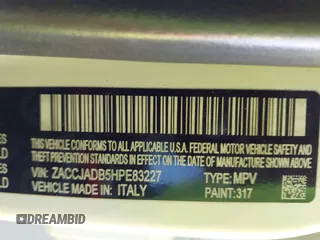 THIS VEHICLE CONFORMS TO ALL APPLICABLE U.S.A. FEDERAL MOTOR VEHICLE SAFETY AND
THEFT PREVENTION STANDARDS IN EFFECT ON THE DATE OF MANUFACTURE SHOWN ABOVE.
VIN: ZACCJADB5HPE83227 TYPE: MPV
VEHICLE MADE IN: ITALY PAINT:317
DREAMBID